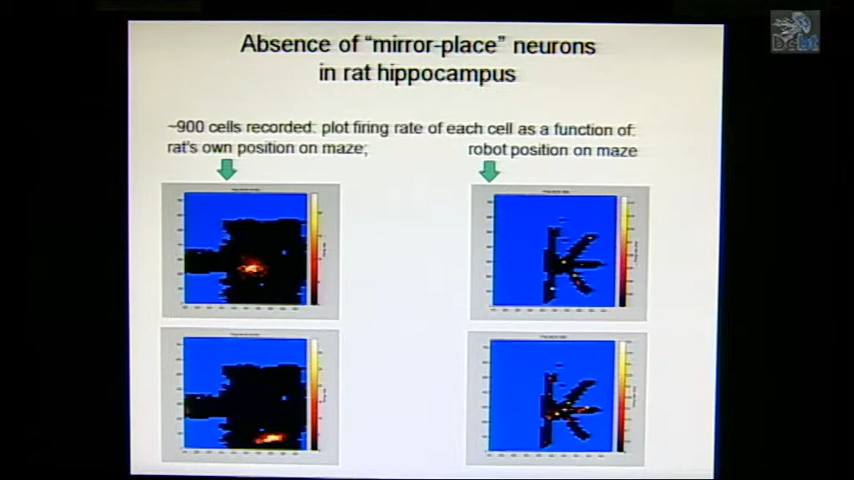 Absence of “mirror-place” neurons
in rat hippocampus
~900 cells recorded: plot firing rate of each cell as a function of:
rat's own position on maze;
robot position on maze